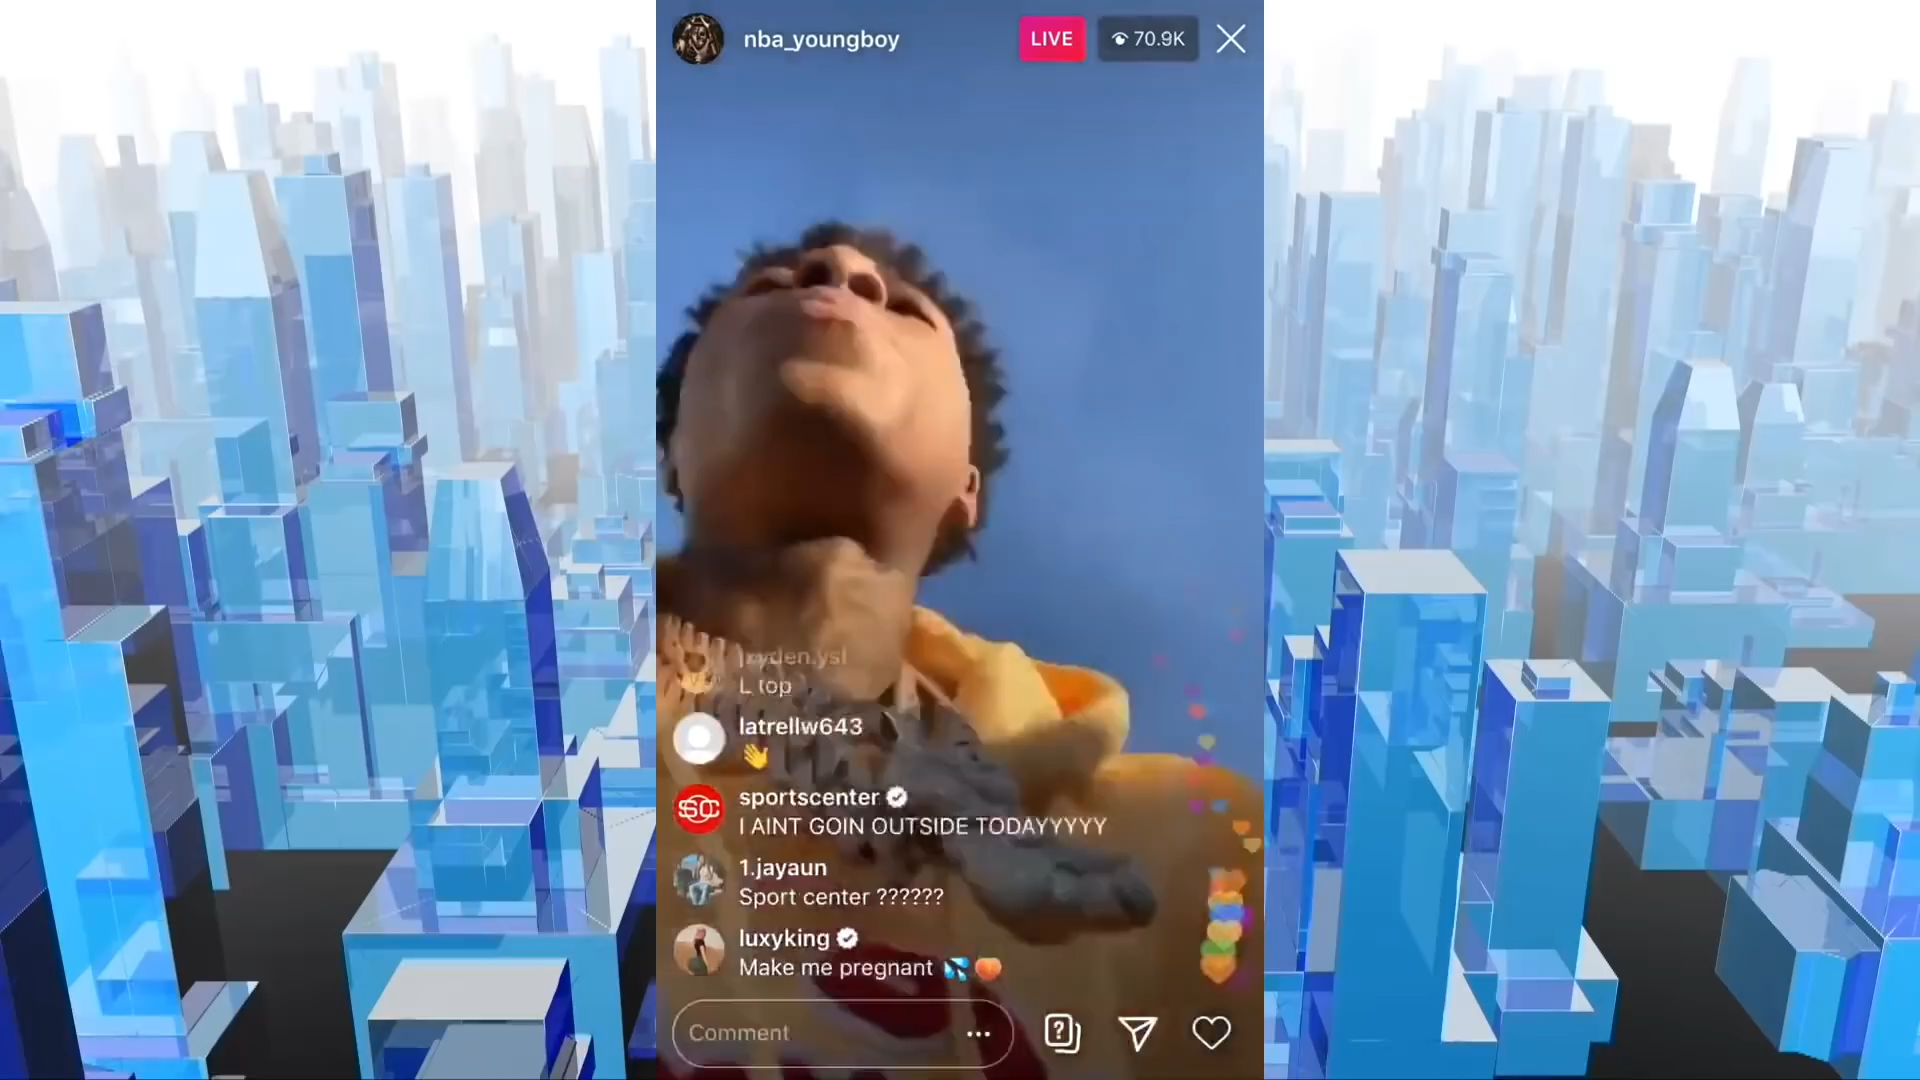 nba_youngboy
LIVE
70.9K
L top
latrellw643
👋
sportscenter
I AINT GOIN OUTSIDE TODAYYYYY
1.jayaun
Sport center ??????
luxyking
Make me pregnant 💦🍑
Comment